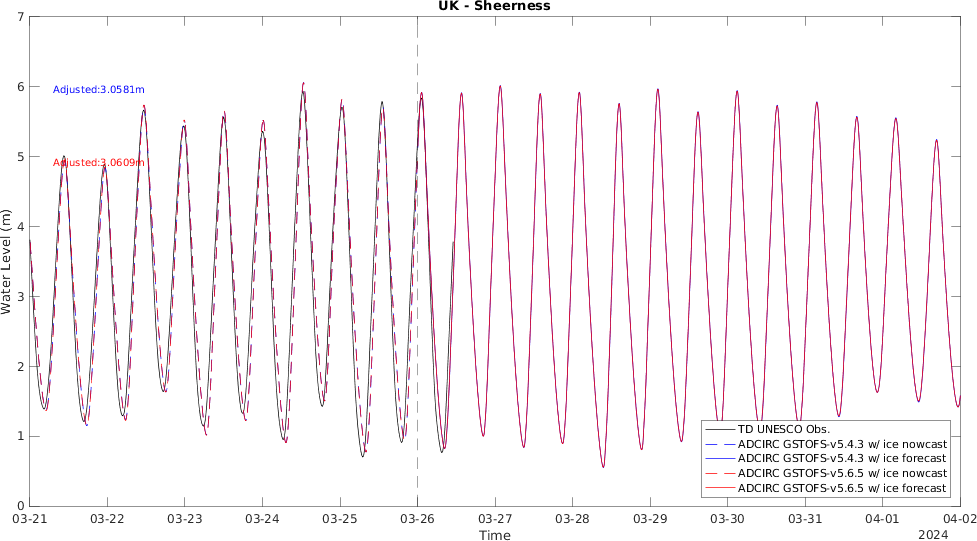 UK - Sheerness
7
6
5
4
3
2
1
0
Water Level (m)
Adjusted:3.0581m
Adjusted:3.0609m
TD UNESCO Obs.
ADCIRC GSTOFS-v5.4.3 w/ ice nowcast
ADCIRC GSTOFS-v5.4.3 w/ ice forecast
ADCIRC GSTOFS-v5.6.5 w/ ice nowcast
ADCIRC GSTOFS-v5.6.5 w/ ice forecast
03-21 03-22 03-23 03-24 03-25 03-26 03-27 03-28 03-29 03-30 03-31 04-01 04-02
Time
2024